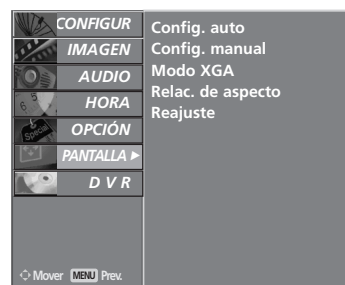 CONFIGUR
IMAGEN
AUDIO
HORA
OPCIÓN
PANTALLA ►
D V R
Config. auto
Config. manual
Modo XGA
Relac. de aspecto
Reajuste
Mover MENU Prev.